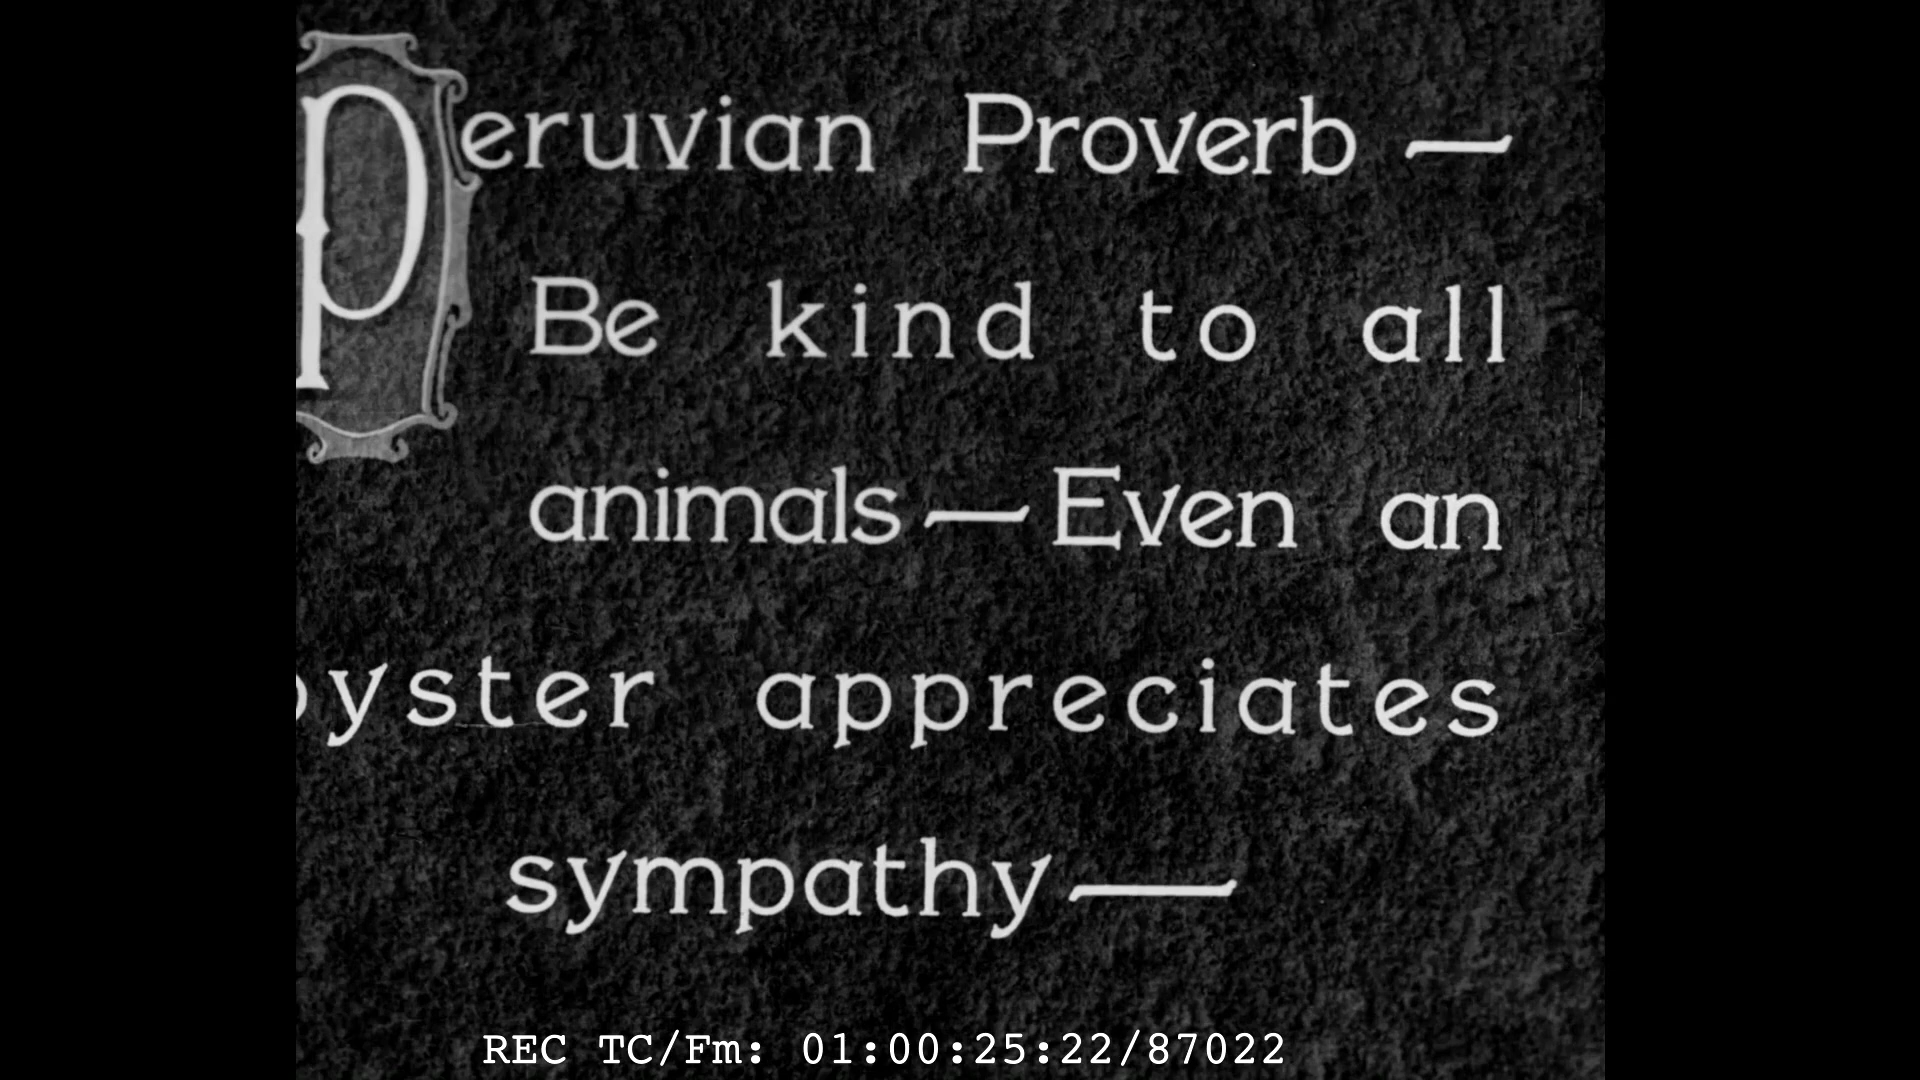 Peruvian Proverb —
Be kind to all
animals — Even an
oyster appreciates
sympathy —
REC TC/Fm: 01:00:25:22/87022